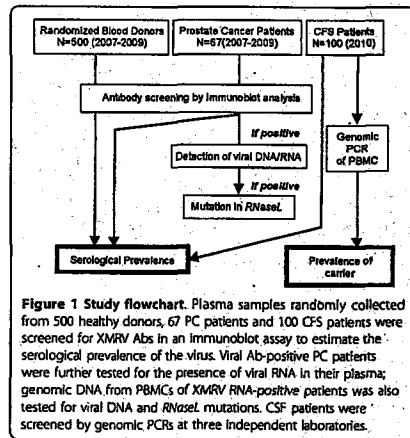 Randomized Blood Donors
N=500 (2007-2009)
Prostate Cancer Patients
N=67(2007-2009)
CFS Patients
N=100 (2010)
Antibody screening by immunoblot analysis
If positive
Genomic
PCR
of PBMC
Detection of viral DNA/RNA
If positive
Mutation in RNaseL
Serological Prevalence
Prevalence of
carrier
Figure 1 Study flowchart. Plasma samples randomly collected
from 500 healthy donors, 67 PC patients and 100 CFS patients were
screened for XMRV Abs in an immunoblot assay to estimate the
serological prevalence of the virus. Viral Ab-positive PC patients
were further tested for the presence of viral RNA in their plasma;
genomic DNA from PBMCs of XMRV RNA-positive patients was also
tested for viral DNA and RNaseL mutations. CSF patients were
screened by genomic PCRs at three independent laboratories.